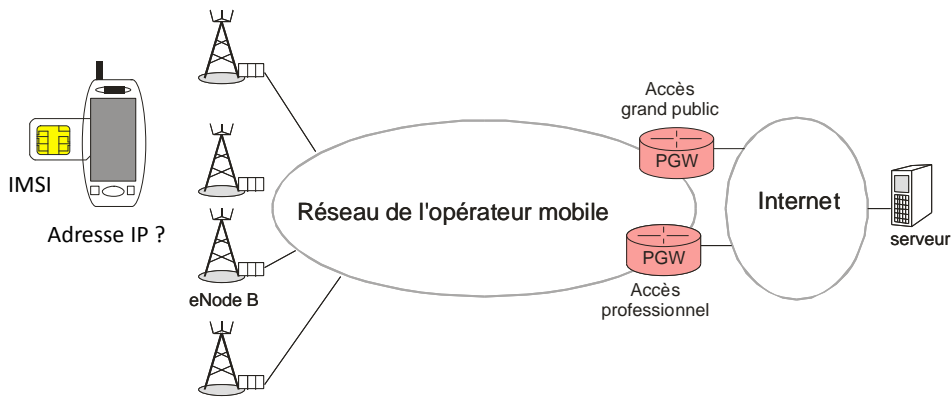 IMSI
Adresse IP ?
eNode B
Réseau de l'opérateur mobile
Accès
grand public
PGW
PGW
Accès
professionnel
Internet
serveur